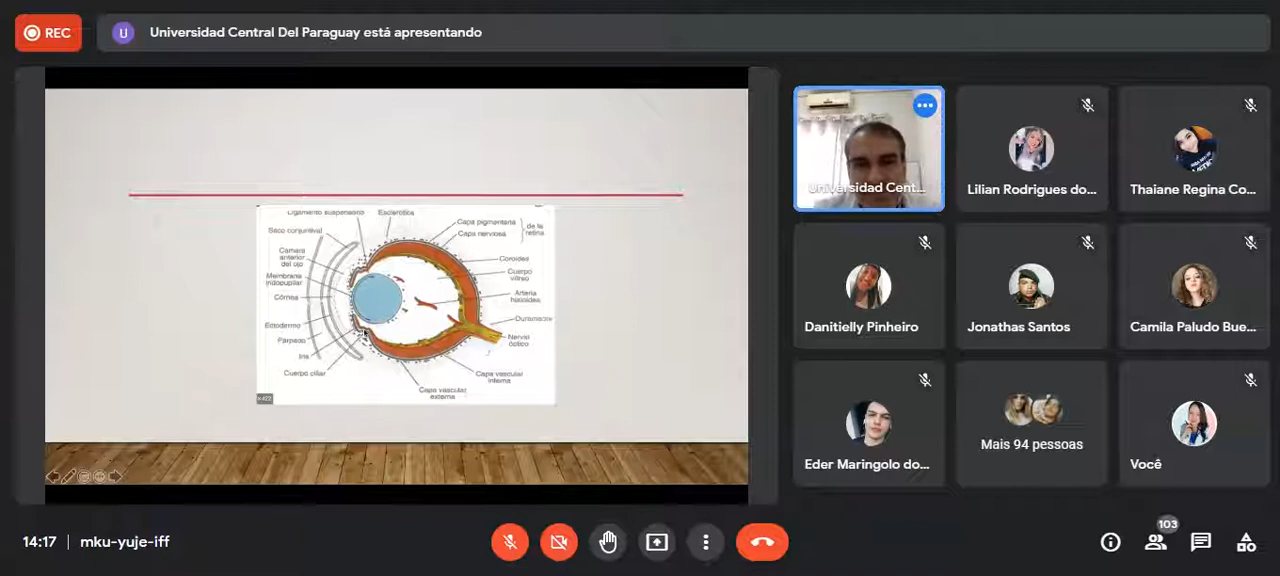 REC
U
Universidad Central Del Paraguay está apresentando
Ligamento suspensorio
Esclerótica
Capa pigmentaria
Capa nerviosa
de la
retina
Saco conjuntival
Camara
anterior
del ojo
Membrana
iridopupilar
Córnea
Ectodermo
Párpado
Iris
Cuerpo ciliar
Coroides
Cuerpo
vítreo
Arteria
hialoidea
Duramadre
Nervio
óptico
Capa vascular
interna
Capa vascular
externa
Universidad Cent...
Lilian Rodrigues do...
Thaiane Regina Co...
Danitielly Pinheiro
Jonathas Santos
Camila Paludo Bue...
Eder Maringolo do...
Mais 94 pessoas
Você
14:17 | mku-yuje-iff
103